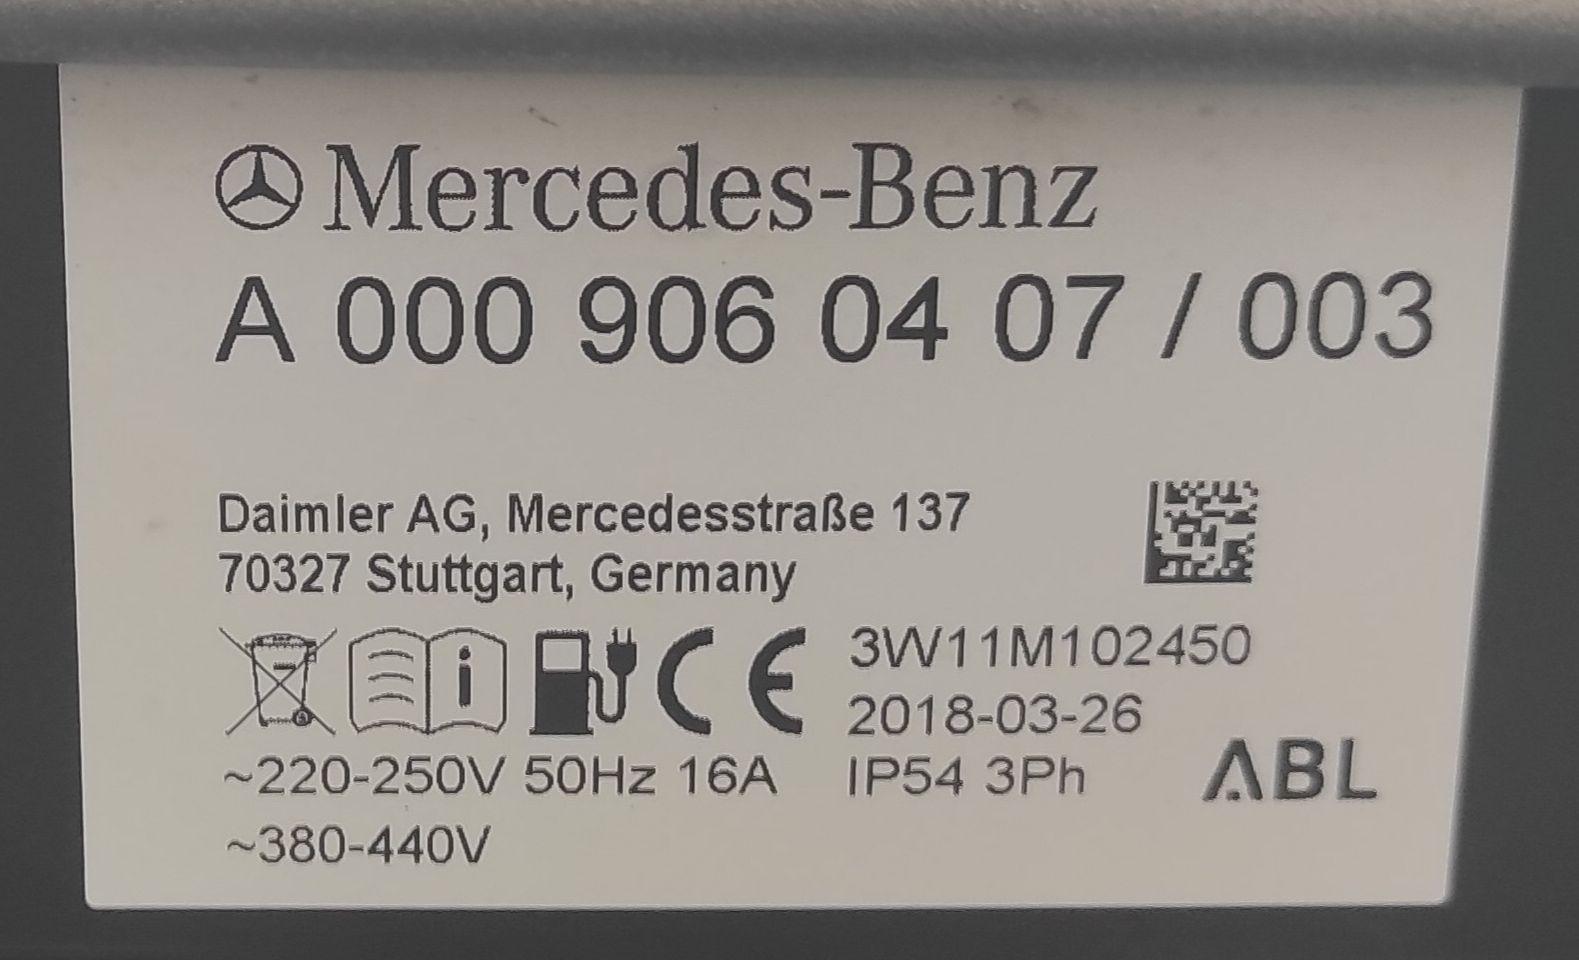 Mercedes-Benz
A 000 906 04 07 / 003
Daimler AG, Mercedesstraße 137
70327 Stuttgart, Germany
i CE 3W11M102450
2018-03-26
~220-250V 50Hz 16A IP54 3Ph ABL
~380-440V